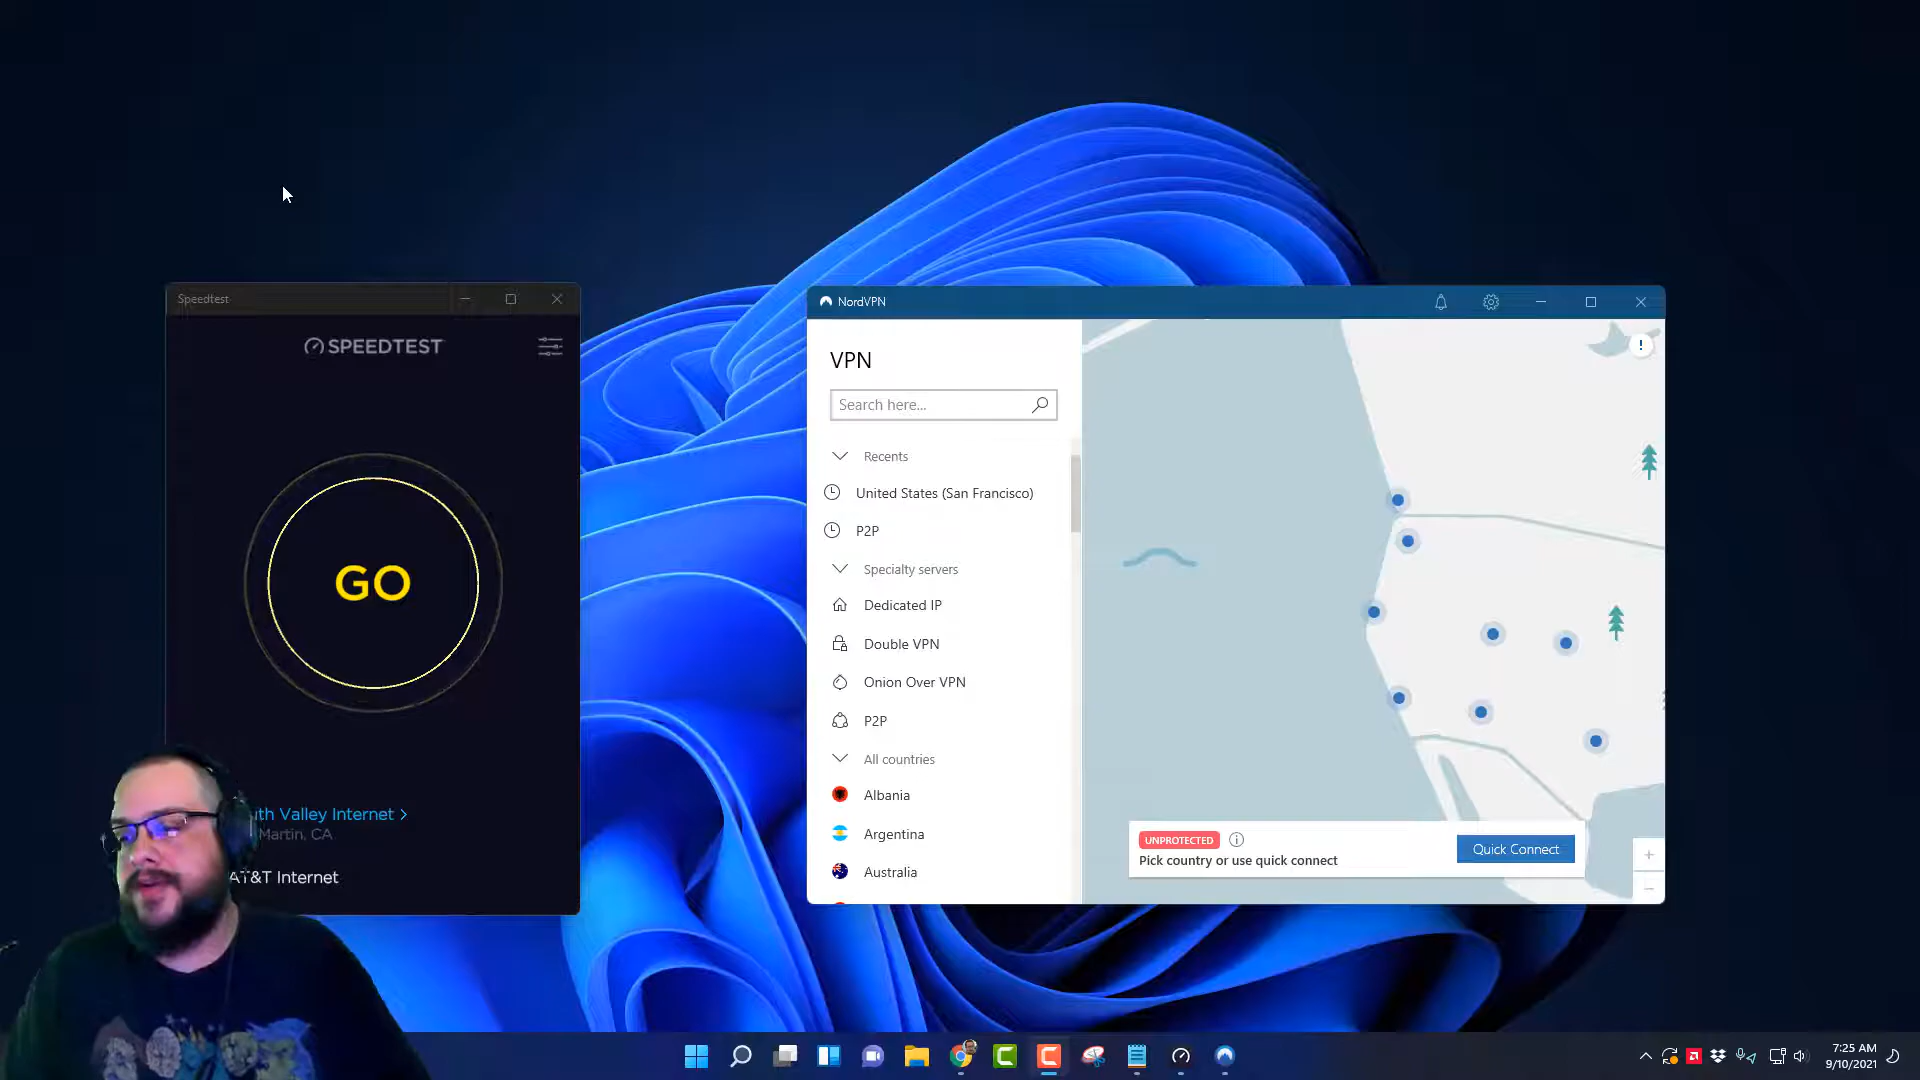 Speedtest
SPEEDTEST
GO
th Valley Internet
Martin, CA
AT&T Internet
NordVPN
VPN
Search here...
Recents
United States (San Francisco)
P2P
Specialty servers
Dedicated IP
Double VPN
Onion Over VPN
P2P
All countries
Albania
Argentina
Australia
UNPROTECTED
Pick country or use quick connect
Quick Connect
7:25 AM
9/10/2021